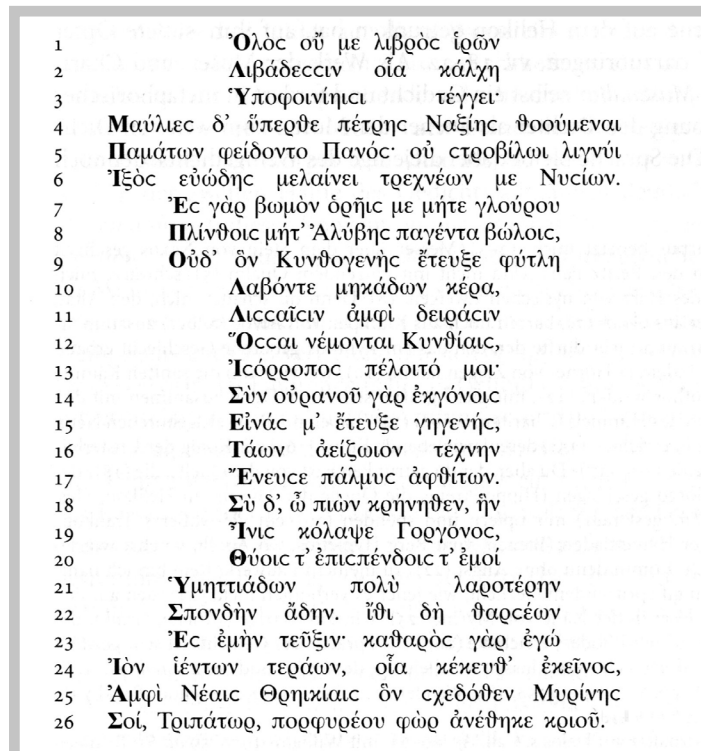 1 Ὁλὸϲ οὔ με λιβρὸϲ ἱρῶν
2 Λιβάδεϲϲιν οἷα κάλχη
3 Ὑποφοινίηιϲι τέγγει·
4 Μαύλιεϲ δ’ ὕπερθε πέτρηϲ Ναξίηϲ θοούμεναι
5 Παμάτων φείδοντο Πανόϲ· οὐ ϲτροβίλωι λιγνύι
6 Ἰξὸϲ εὐώδηϲ μελαίνει τρεχνέων με Νυϲίων.
7 Ἐϲ γὰρ βωμὸν ὁρῆιϲ με μήτε γλούρου
8 Πλίνθοιϲ μήτ’ Ἀλύβηϲ παγέντα βώλοιϲ,
9 Οὐδ’ ὃν Κυνθογενὴϲ ἔτευξε φύτλη
10 Λαβόντε μηκάδων κέρα,
11 Λιϲϲαῖϲιν ἀμφὶ δειράϲιν
12 Ὅϲϲαι νέμονται Κυνθίαιϲ,
13 Ἰϲόρροποϲ πέλοιτό μοι·
14 Σὺν οὐρανοῦ γὰρ ἐκγόνοιϲ
15 Εἰνάϲ μ’ ἔτευξε γηγενήϲ,
16 Τάων ἀείζωιον τέχνην
17 Ἔνευϲε πάλμυϲ ἀφθίτων.
18 Σὺ δ’, ὦ πιὼν κρήνηθεν, ἣν
19 Ἶνιϲ κόλαψε Γοργόνοϲ,
20 Θύοιϲ τ’ ἐπιϲπένδοιϲ τ’ ἐμοί
21 Ὑμηττιάδων πολὺ λαροτέρην
22 Σπονδὴν ἄδην. ἴθι δὴ θαρϲέων
23 Ἐϲ ἐμὴν τεῦξιν· καθαρὸϲ γὰρ ἐγώ
24 Ἰὸν ἱέντων τεράων, οἷα κέκευθ’ ἐκεῖνοϲ,
25 Ἀμφὶ Νέαιϲ Θρηικίαιϲ ὃν ϲχεδόθεν Μυρίνηϲ
26 Σοί, Τριπάτωρ, πορφυρέου φὼρ ἀνέθηκε κριοῦ.